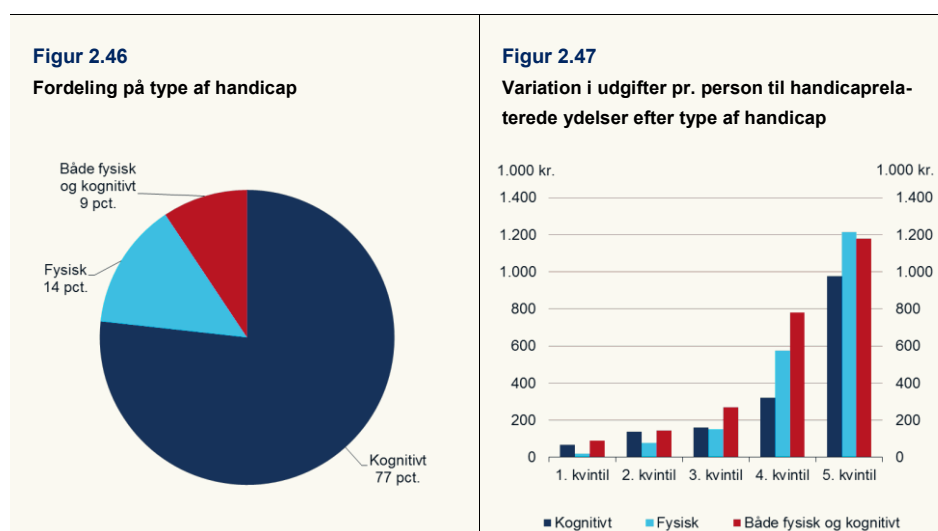 Figur 2.46
Fordeling på type af handicap
Både fysisk
og kognitivt
9 pct.
Fysisk
14 pct.
Kognitivt
77 pct.
Figur 2.47
Variation i udgifter pr. person til handicaprela-
terede ydelser efter type af handicap
1.000 kr. 1.000 kr.
1.400 1.400
1.200 1.200
1.000 1.000
800 800
600 600
400 400
200 200
0 0
1. kvintil 2. kvintil 3. kvintil 4. kvintil 5. kvintil
Kognitivt Fysisk Både fysisk og kognitivt